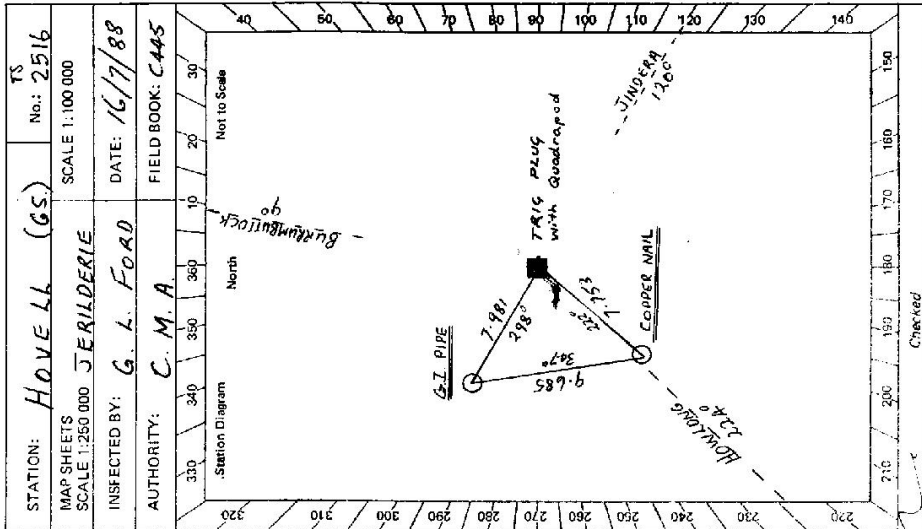 STATION: HOVELL (GS)
TS No.: 2516
MAP SHEETS
SCALE 1:250 000 JERILDERIE
SCALE 1:100 000
INSPECTED BY: G. L. FORD
DATE: 16/7/88
AUTHORITY: C. M. A
FIELD BOOK: C445
330 340 350 360 10 20 30
Station Diagram
North
Not to Scale
320 310 300 290 280 270 260 250 240 230 220
40 50 60 70 80 90 100 110 120 130 140
BURRUMBUTTOCK
9°
G.I. PIPE
7.981
298°
TRIG PLUG
with Quadrapod
347°
9.685
7.153
222°
COPPER NAIL
JINDERA
120°
HOWLONG
224°
210 200 190 180 170 160 150
Checked